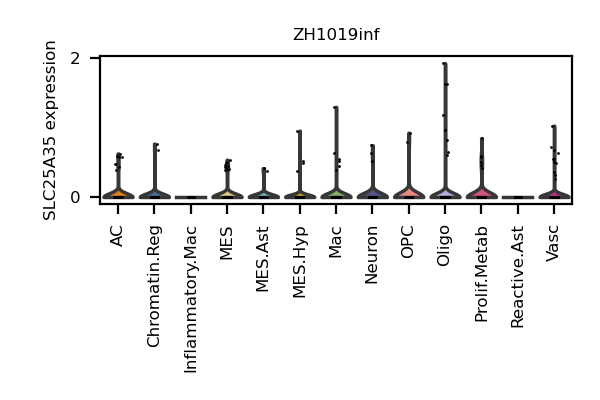 ZH1019inf
SLC25A35 expression
2
0
AC
Chromatin.Reg
Inflammatory.Mac
MES
MES.Ast
MES.Hyp
Mac
Neuron
OPC
Oligo
Prolif.Metab
Reactive.Ast
Vasc